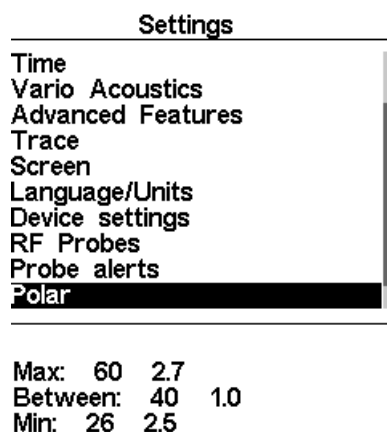 Settings
Time
Vario Acoustics
Advanced Features
Trace
Screen
Language/Units
Device settings
RF Probes
Probe alerts
Polar
Max: 60 2.7
Between: 40 1.0
Min: 26 2.5